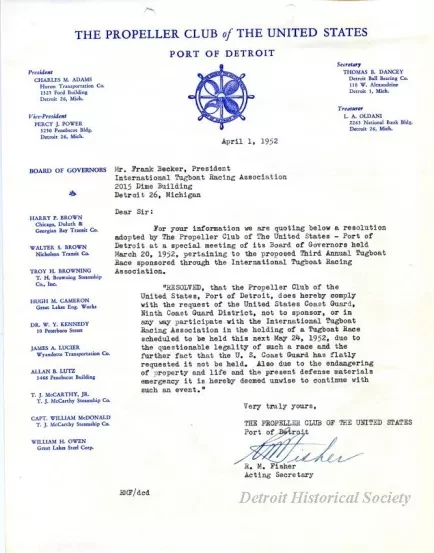 THE PROPELLER CLUB of THE UNITED STATES
PORT OF DETROIT
President
CHARLES M. ADAMS
Huron Transportation Co.
1327 Ford Building
Detroit 26, Mich.
Vice-President
PERCY J. POWER
3250 Penobscot Bldg.
Detroit 26, Mich.
Secretary
THOMAS B. DANCEY
Detroit Ball Bearing Co.
110 W. Alexandrine
Detroit 1, Mich.
Treasurer
L. A. OLDANI
2265 National Bank Bldg.
Detroit 26, Mich.
April 1, 1952
BOARD OF GOVERNORS
HARRY P. BROWN
Chicago, Duluth &
Georgian Bay Transit Co.
WALTER S. BROWN
Nicholson Transit Co.
TROY H. BROWNING
T. H. Browning Steamship
Co., Inc.
HUGH M. CAMERON
Great Lakes Eng. Works
DR. W. Y. KENNEDY
10 Peterboro Street
JAMES A. LUCIER
Wyandotte Transportation Co.
ALLAN B. LUTZ
1468 Penobscot Building
T. J. McCARTHY, JR.
T. J. McCarthy Steamship Co.
CAPT. WILLIAM McDONALD
T. J. McCarthy Steamship Co.
WILLIAM H. OWEN
Great Lakes Steel Corp.
Mr. Frank Becker, President
International Tugboat Racing Association
2015 Dime Building
Detroit 26, Michigan
Dear Sir:
For your information we are quoting below a resolution
adopted by The Propeller Club of The United States - Port of
Detroit at a special meeting of its Board of Governors held
March 20, 1952, pertaining to the proposed Third Annual Tugboat
Race sponsored through the International Tugboat Racing
Association.
"RESOLVED, that the Propeller Club of the
United States, Port of Detroit, does hereby comply
with the request of the United States Coast Guard,
Ninth Coast Guard District, not to sponsor, or in
any way participate with the International Tugboat
Racing Association in the holding of a Tugboat Race
scheduled to be held this next May 24, 1952, due to
the questionable legality of such a race and the
further fact that the U. S. Coast Guard has flatly
requested it not be held. Also due to the endangering
of property and life and the present defense materials
emergency it is hereby deemed unwise to continue with
such an event."
Very truly yours,
THE PROPELLER CLUB OF THE UNITED STATES
Port of Detroit
RM Fisher
R. M. Fisher
Acting Secretary
RMF/dcd
Detroit Historical Society